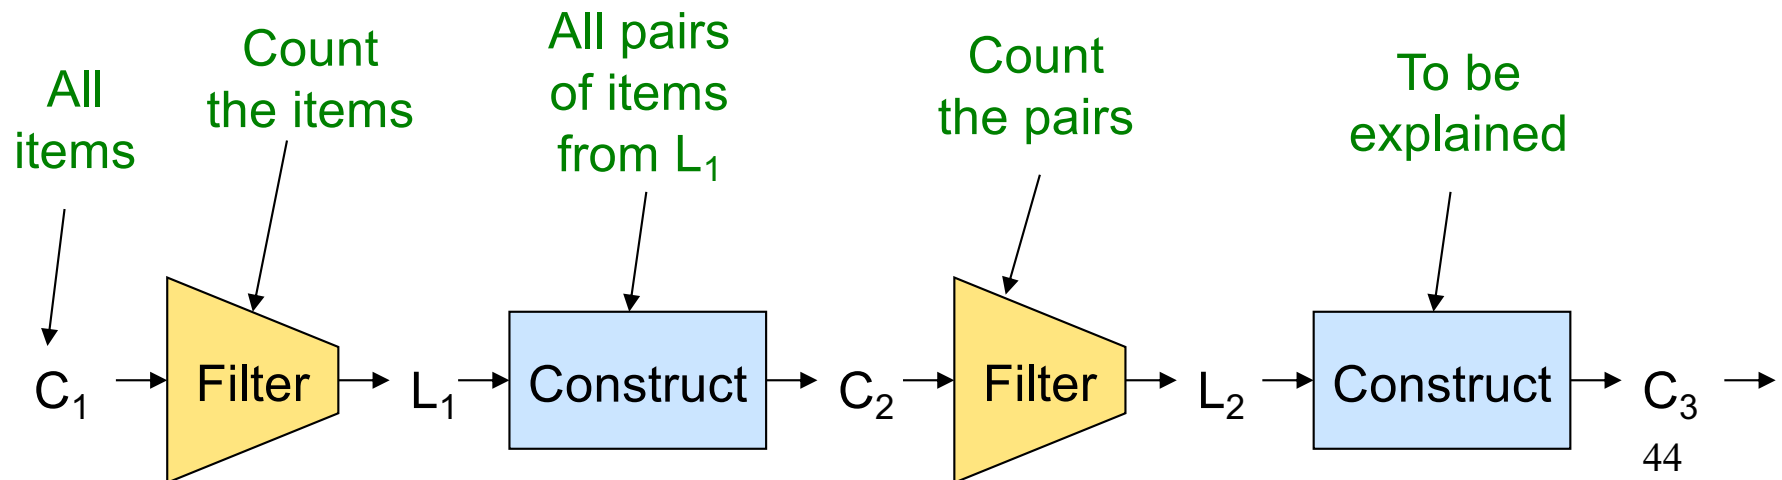 All
items
Count
the items
All pairs
of items
from L₁
Count
the pairs
To be
explained
C₁
Filter
L₁
Construct
C₂
Filter
L₂
Construct
C₃
44